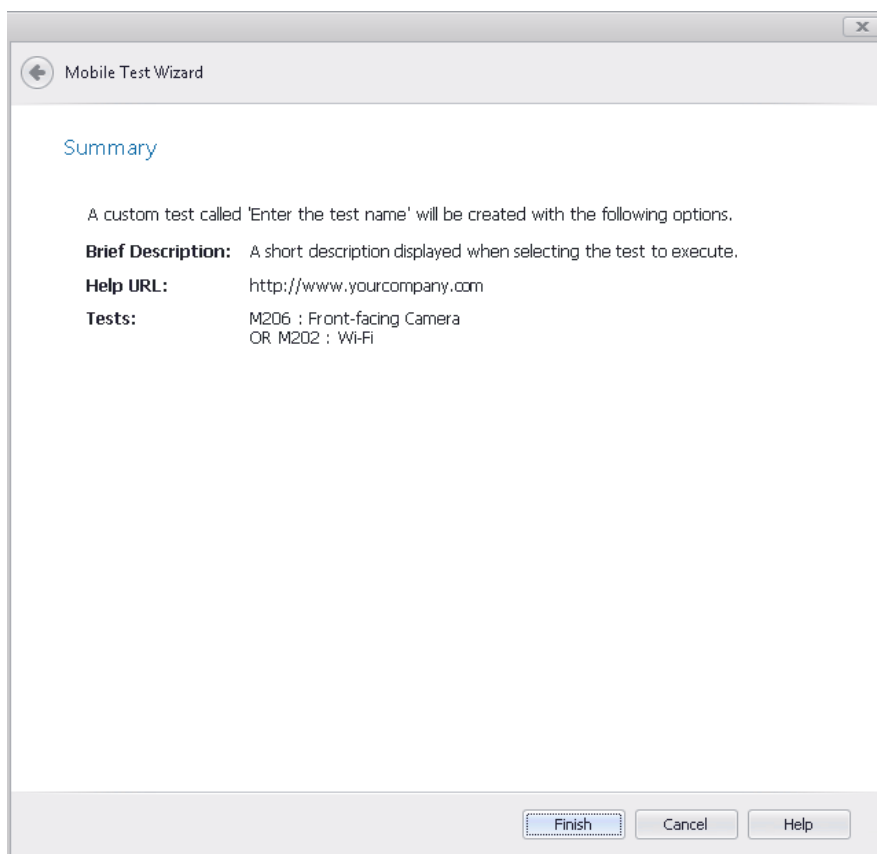 Mobile Test Wizard
Summary
A custom test called 'Enter the test name' will be created with the following options.
Brief Description: A short description displayed when selecting the test to execute.
Help URL: http://www.yourcompany.com
Tests: M206 : Front-facing Camera
OR M202 : Wi-Fi
Finish Cancel Help